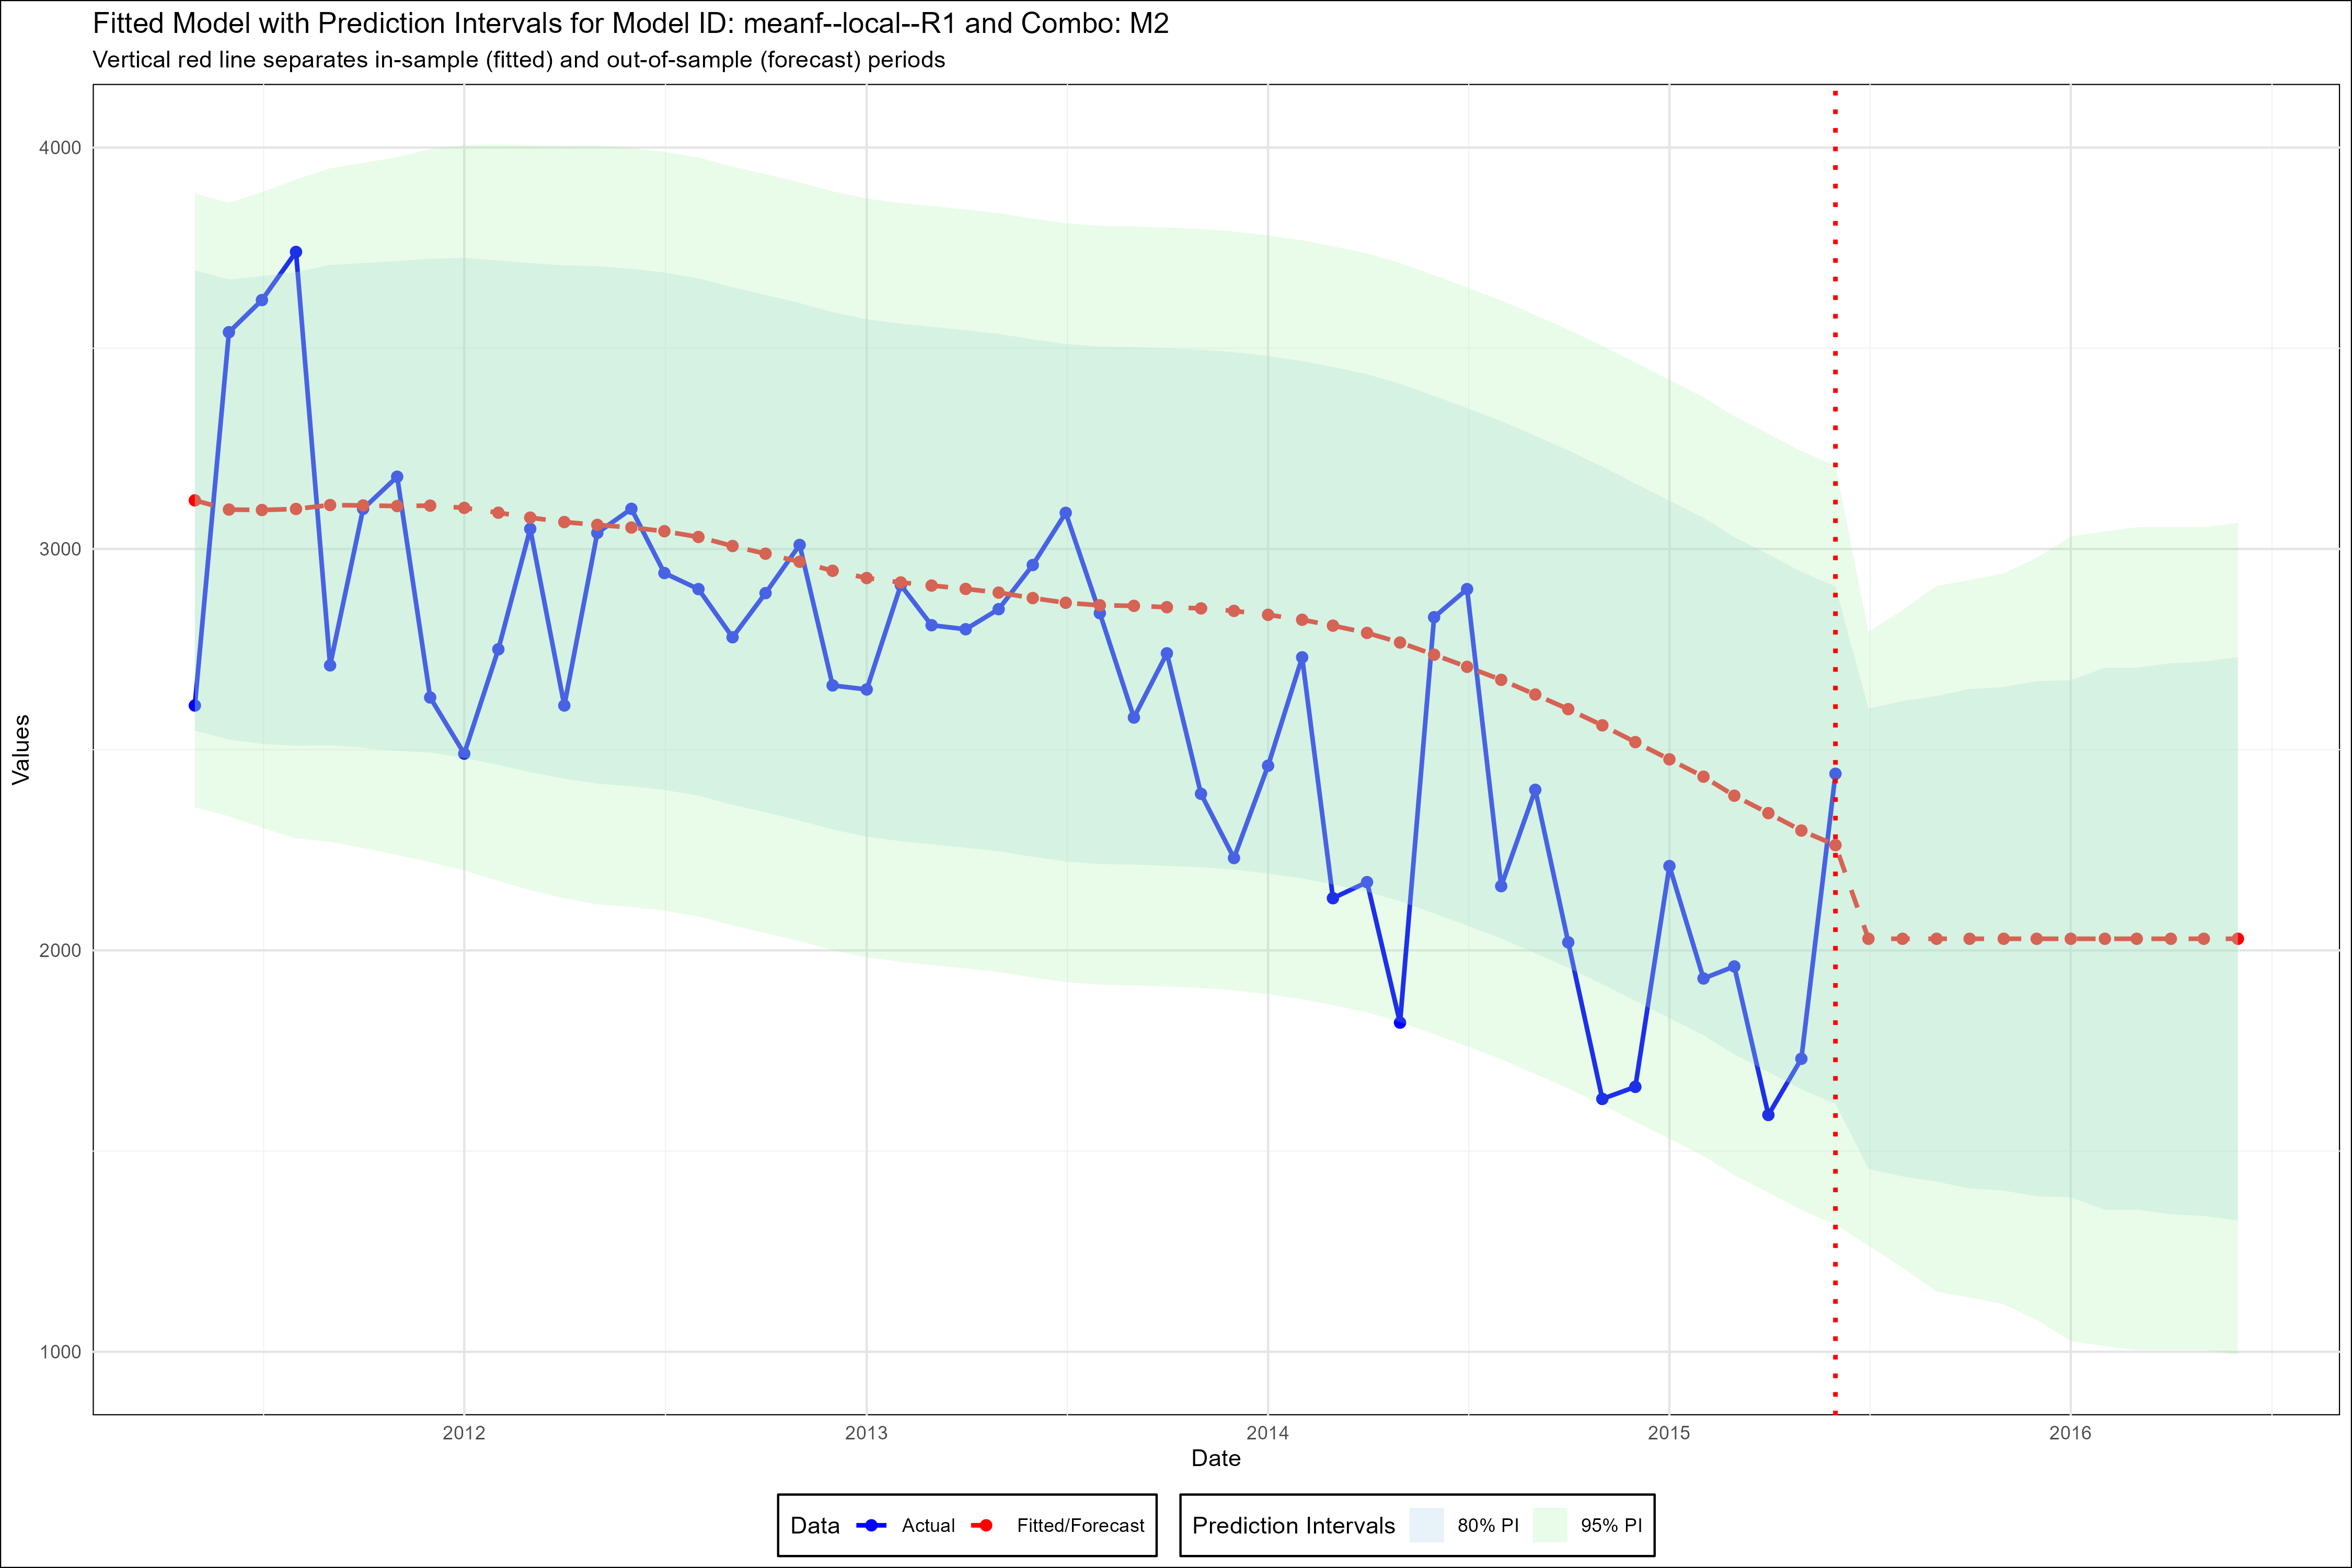 Fitted Model with Prediction Intervals for Model ID: meanf--local--R1 and Combo: M2
Vertical red line separates in-sample (fitted) and out-of-sample (forecast) periods
4000
3000
2000
1000
Values
2012
2013
2014
2015
2016
Date
Data
Actual
Fitted/Forecast
Prediction Intervals
80% PI
95% PI